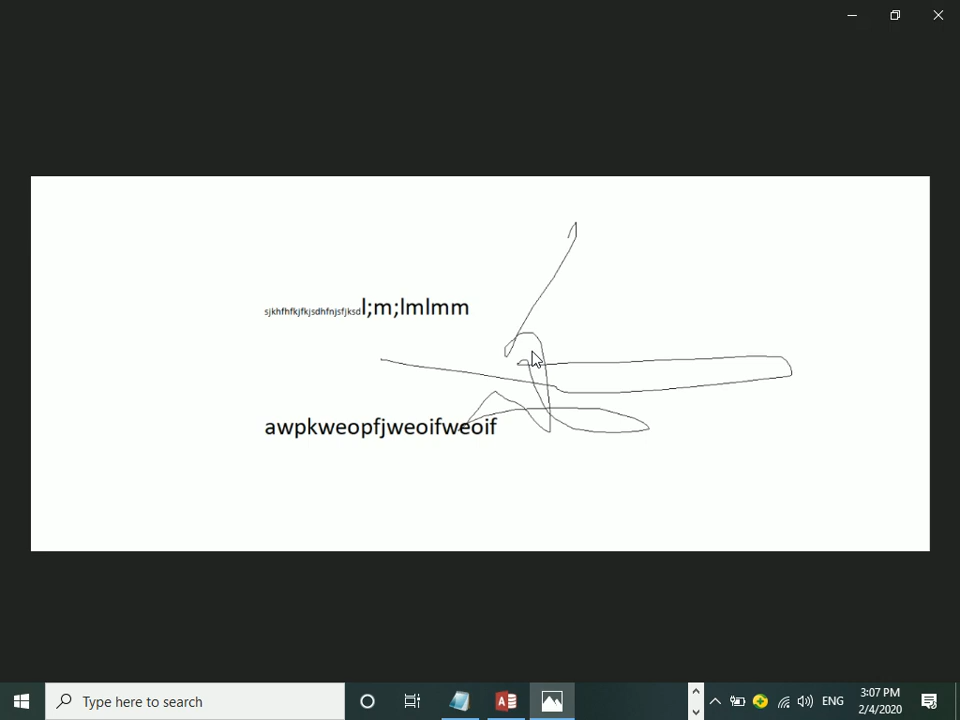 sjkhfhfkjfkjsdhfnjsfjksdl;m;lmlmm
awpkweopfjweoifweoif
Type here to search
ENG
3:07 PM
2/4/2020